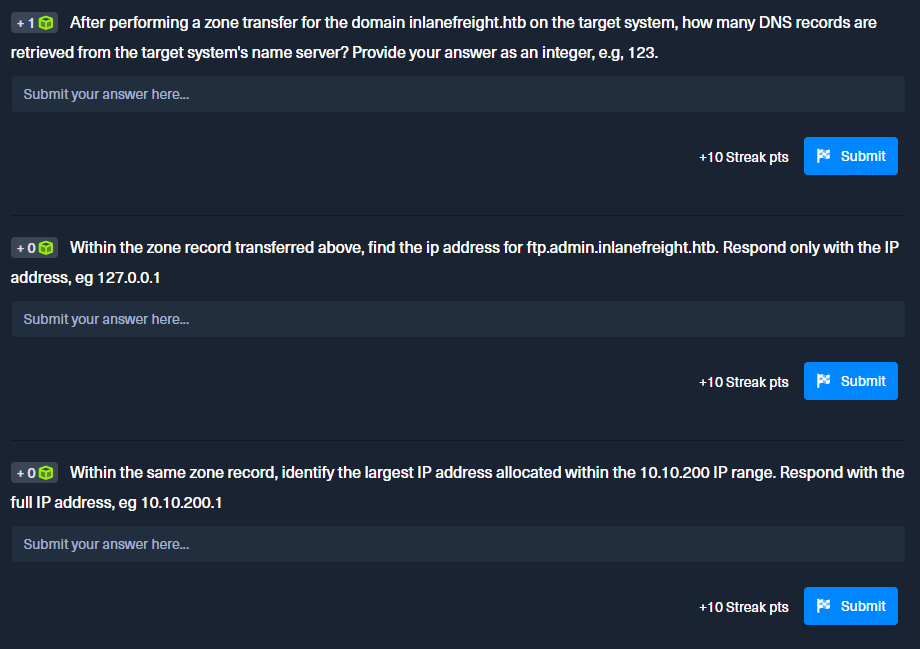 + 1 After performing a zone transfer for the domain inlanefreight.htb on the target system, how many DNS records are
retrieved from the target system's name server? Provide your answer as an integer, e.g, 123.
Submit your answer here...
+10 Streak pts Submit
+ 0 Within the zone record transferred above, find the ip address for ftp.admin.inlanefreight.htb. Respond only with the IP
address, eg 127.0.0.1
Submit your answer here...
+10 Streak pts Submit
+ 0 Within the same zone record, identify the largest IP address allocated within the 10.10.200 IP range. Respond with the
full IP address, eg 10.10.200.1
Submit your answer here...
+10 Streak pts Submit